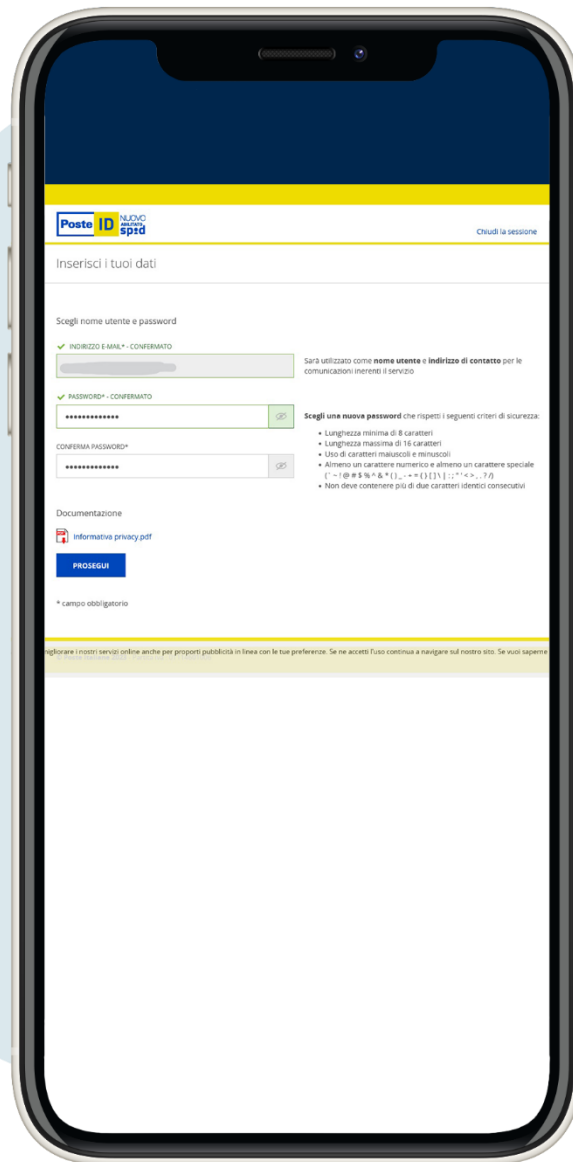 Poste ID NUOVO
ABILITATO
spid
Chiudi la sessione
Inserisci i tuoi dati
Scegli nome utente e password
INDIRIZZO E-MAIL* - CONFERMATO
Sarà utilizzato come nome utente e indirizzo di contatto per le
comunicazioni inerenti il servizio
PASSWORD* - CONFERMATO
•••••••••••••
Scegli una nuova password che rispetti i seguenti criteri di sicurezza:
• Lunghezza minima di 8 caratteri
• Lunghezza massima di 16 caratteri
• Uso di caratteri maiuscoli e minuscoli
• Almeno un carattere numerico e almeno un carattere speciale
(` ~ ! @ # $ % ^ & * ( ) _ - + = { } [ ] \ | : ; " ' < > , . ? /)
• Non deve contenere più di due caratteri identici consecutivi
CONFERMA PASSWORD*
•••••••••••••
Documentazione
Informativa privacy.pdf
PROSEGUI
* campo obbligatorio
migliorare i nostri servizi online anche per proporti pubblicità in linea con le tue preferenze. Se ne accetti l'uso continua a navigare sul nostro sito. Se vuoi saperne